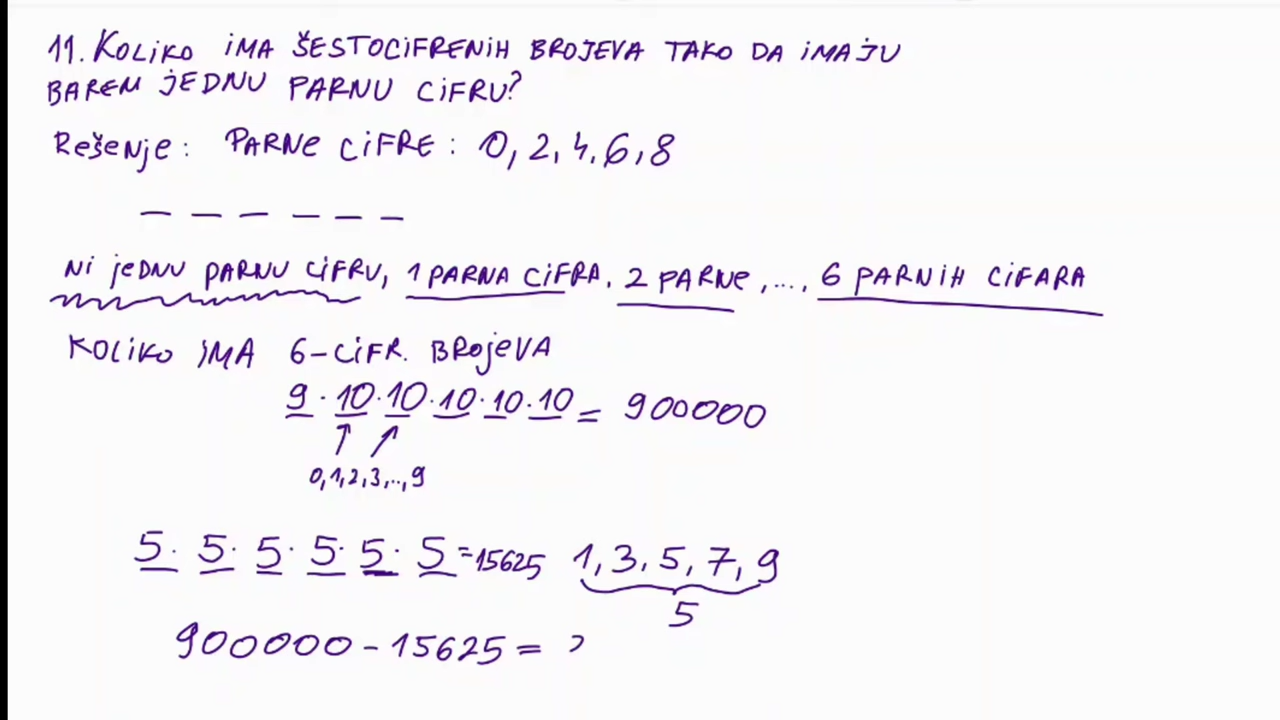 11. KOLIKO IMA ŠESTOCIFRENIH BROJEVA TAKO DA IMAJU
BAREM JEDNU PARNU CIFRU?
Rešenje: PARNE CIFRE: 0, 2, 4, 6, 8
_ _ _ _ _ _
NI JEDNU PARNU CIFRU, 1 PARNA CIFRA, 2 PARNE, ..., 6 PARNIH CIFARA
KOLIKO IMA 6-CIFR. BROJEVA
9 · 10 · 10 · 10 · 10 · 10 = 900000
0, 1, 2, 3, .., 9
5 · 5 · 5 · 5 · 5 · 5 = 15625 1, 3, 5, 7, 9
5
900000 - 15625 =